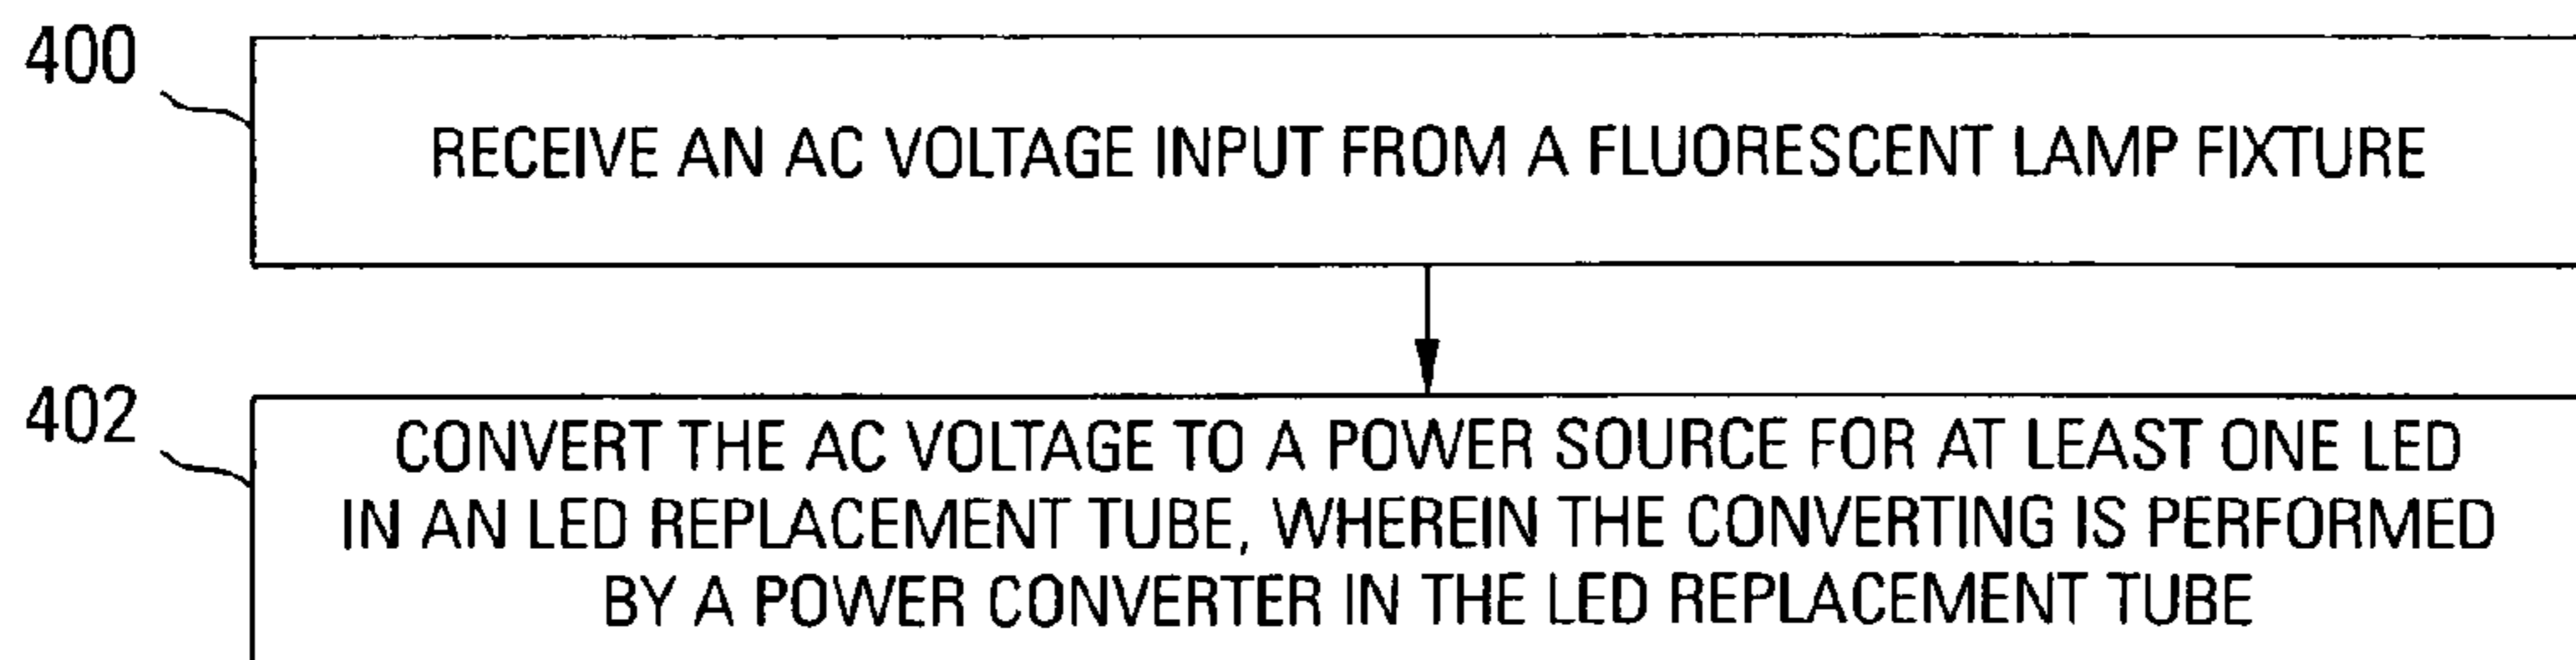 400
RECEIVE AN AC VOLTAGE INPUT FROM A FLUORESCENT LAMP FIXTURE
402
CONVERT THE AC VOLTAGE TO A POWER SOURCE FOR AT LEAST ONE LED
IN AN LED REPLACEMENT TUBE, WHEREIN THE CONVERTING IS PERFORMED
BY A POWER CONVERTER IN THE LED REPLACEMENT TUBE